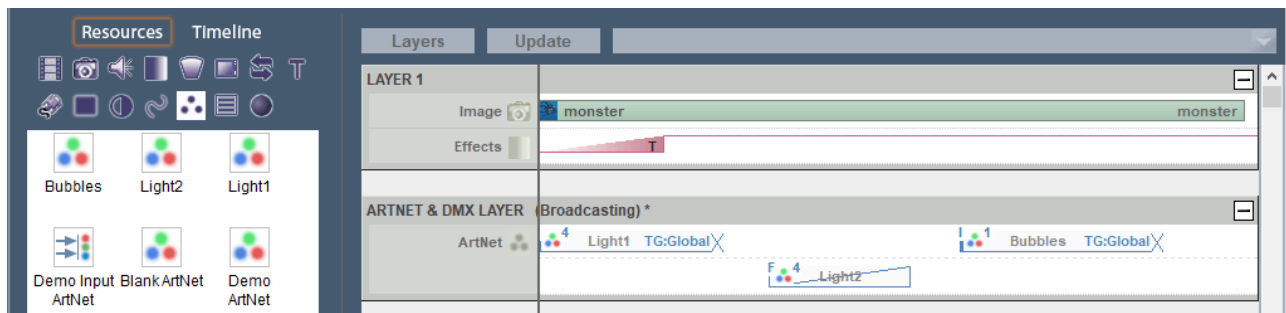 Resources Timeline
T
Bubbles Light2 Light1
Demo Input ArtNet
Blank ArtNet
Demo ArtNet
Layers Update
LAYER 1
Image monster monster
Effects T
ARTNET & DMX LAYER (Broadcasting) *
ArtNet 4 Light1 TG:Global I 1 Bubbles TG:Global
F 4 Light2